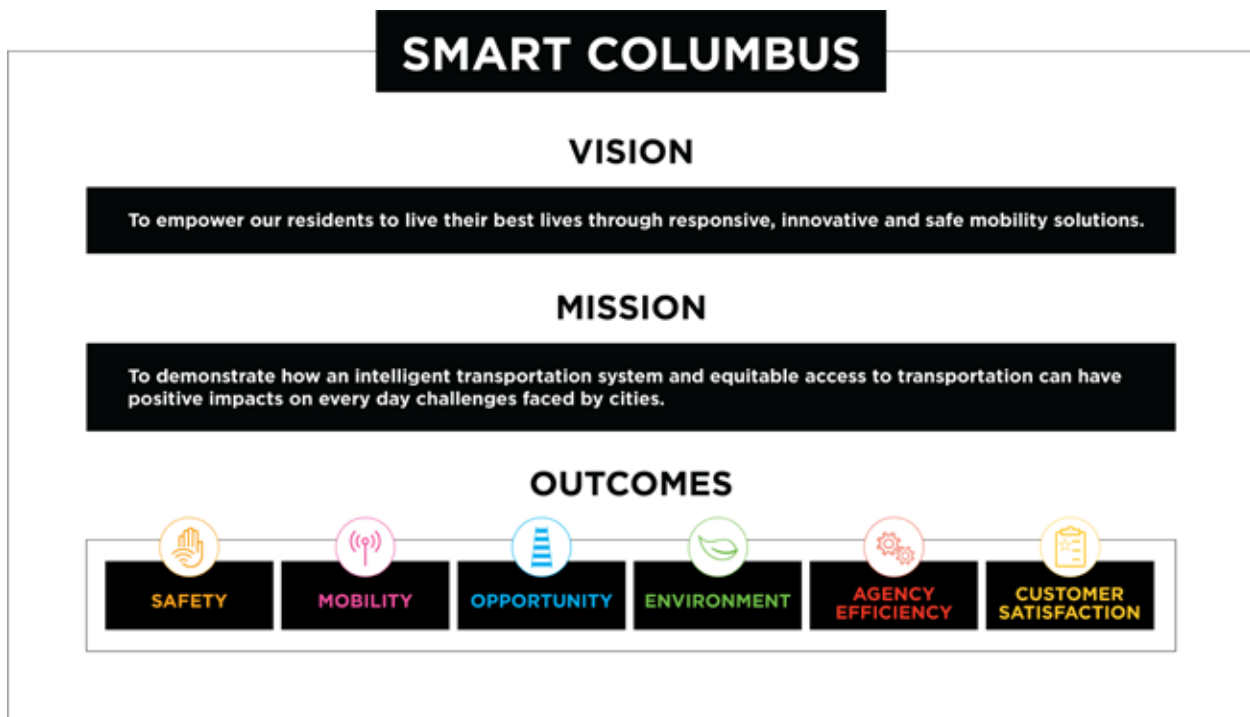 SMART COLUMBUS
VISION
To empower our residents to live their best lives through responsive, innovative and safe mobility solutions.
MISSION
To demonstrate how an intelligent transportation system and equitable access to transportation can have
positive impacts on every day challenges faced by cities.
OUTCOMES
SAFETY
MOBILITY
OPPORTUNITY
ENVIRONMENT
AGENCY
EFFICIENCY
CUSTOMER
SATISFACTION